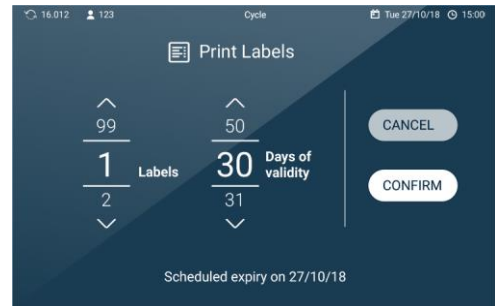 16.012 123 Cycle Tue 27/10/18 15:00
Print Labels
99 50
1 Labels 30 Days of validity
2 31
CANCEL
CONFIRM
Scheduled expiry on 27/10/18